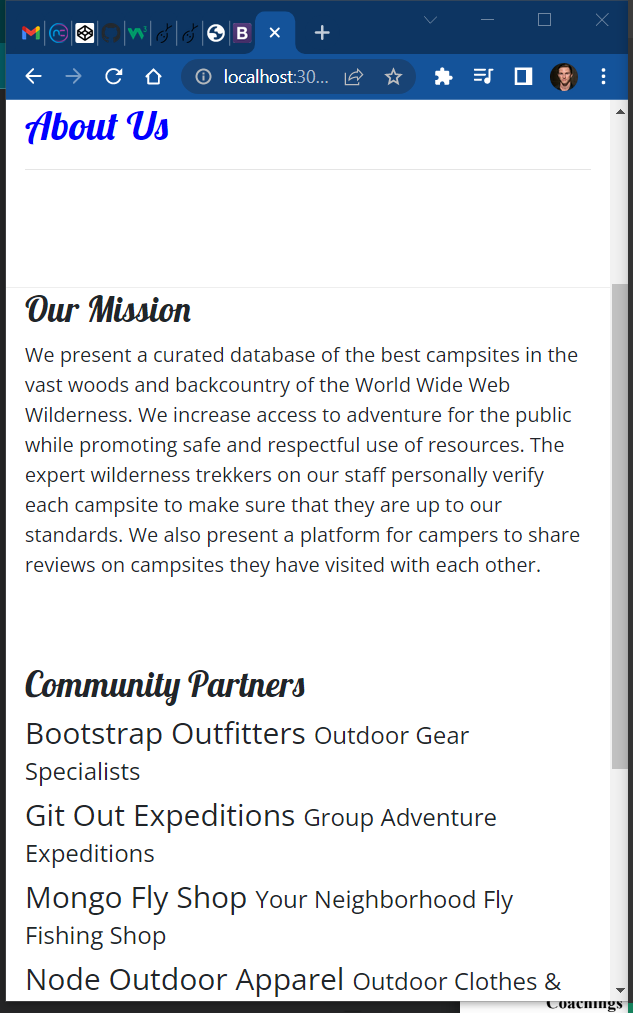 localhost:30...
About Us
Our Mission
We present a curated database of the best campsites in the
vast woods and backcountry of the World Wide Web
Wilderness. We increase access to adventure for the public
while promoting safe and respectful use of resources. The
expert wilderness trekkers on our staff personally verify
each campsite to make sure that they are up to our
standards. We also present a platform for campers to share
reviews on campsites they have visited with each other.
Community Partners
Bootstrap Outfitters Outdoor Gear
Specialists
Git Out Expeditions Group Adventure
Expeditions
Mongo Fly Shop Your Neighborhood Fly
Fishing Shop
Node Outdoor Apparel Outdoor Clothes &
Coachings